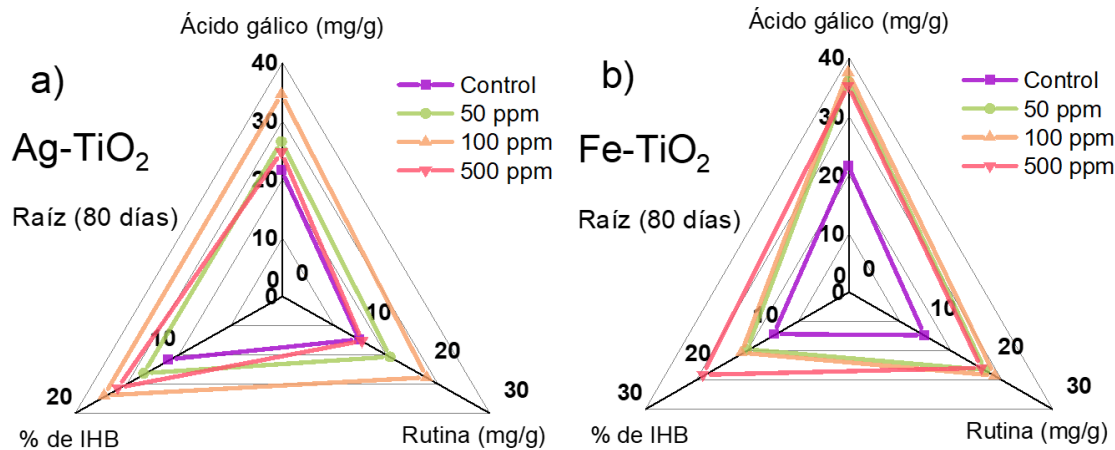 Ácido gálico (mg/g)
a)
Ag-TiO₂
Raíz (80 días)
40
30
20
10
0
0
0
10
20
30
10
20
% de IHB
Rutina (mg/g)
Control
50 ppm
100 ppm
500 ppm
Ácido gálico (mg/g)
b)
Fe-TiO₂
Raíz (80 días)
40
30
20
10
0
0
0
10
20
30
10
20
30
% de IHB
Rutina (mg/g)
Control
50 ppm
100 ppm
500 ppm